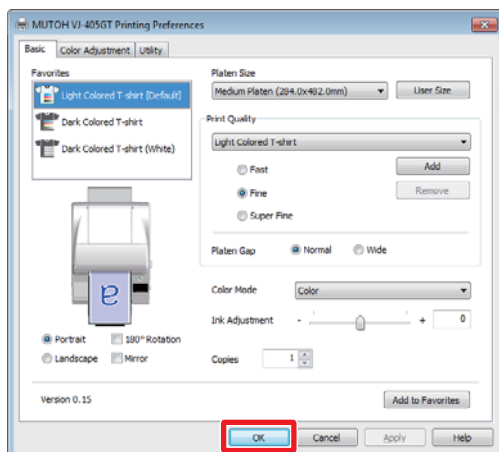 MUTOH VJ-405GT Printing Preferences
Basic Color Adjustment Utility
Favorites
Light Colored T-shirt [Default]
Dark Colored T-shirt
Dark Colored T-shirt (White)
a
Portrait 180° Rotation
Landscape Mirror
Platen Size
Medium Platen (284.0x482.0mm) User Size
Print Quality
Light Colored T-shirt
Fast Add
Fine Remove
Super Fine
Platen Gap Normal Wide
Color Mode Color
Ink Adjustment - + 0
Copies 1
Version 0.15 Add to Favorites
OK Cancel Apply Help